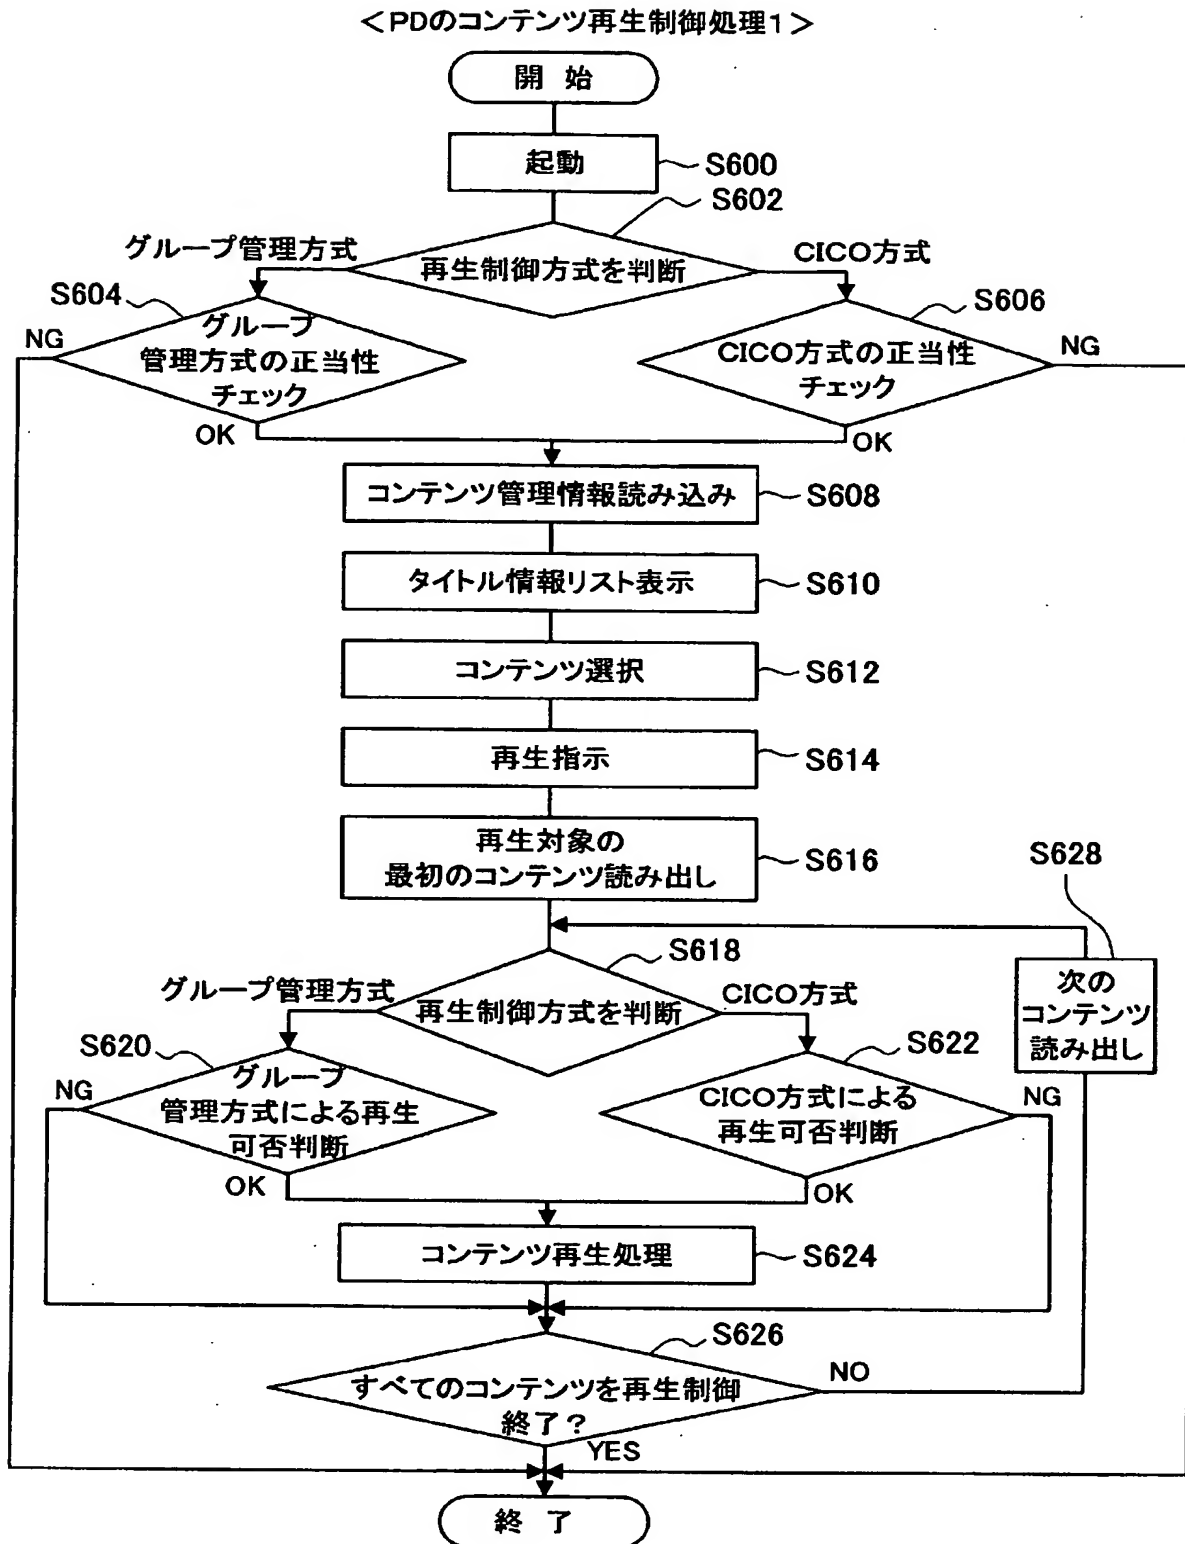 ＜PDのコンテンツ再生制御処理1＞
開 始
起動
S600
S602
グループ管理方式
再生制御方式を判断
CICO方式
S604
S606
NG
グループ
管理方式の正当性
チェック
CICO方式の正当性
チェック
NG
OK
OK
コンテンツ管理情報読み込み
S608
タイトル情報リスト表示
S610
コンテンツ選択
S612
再生指示
S614
再生対象の
最初のコンテンツ読み出し
S616
S628
次の
コンテンツ
読み出し
S618
グループ管理方式
再生制御方式を判断
CICO方式
S620
S622
NG
グループ
管理方式による再生
可否判断
CICO方式による
再生可否判断
NG
OK
OK
コンテンツ再生処理
S624
S626
すべてのコンテンツを再生制御
終了？
NO
YES
終 了